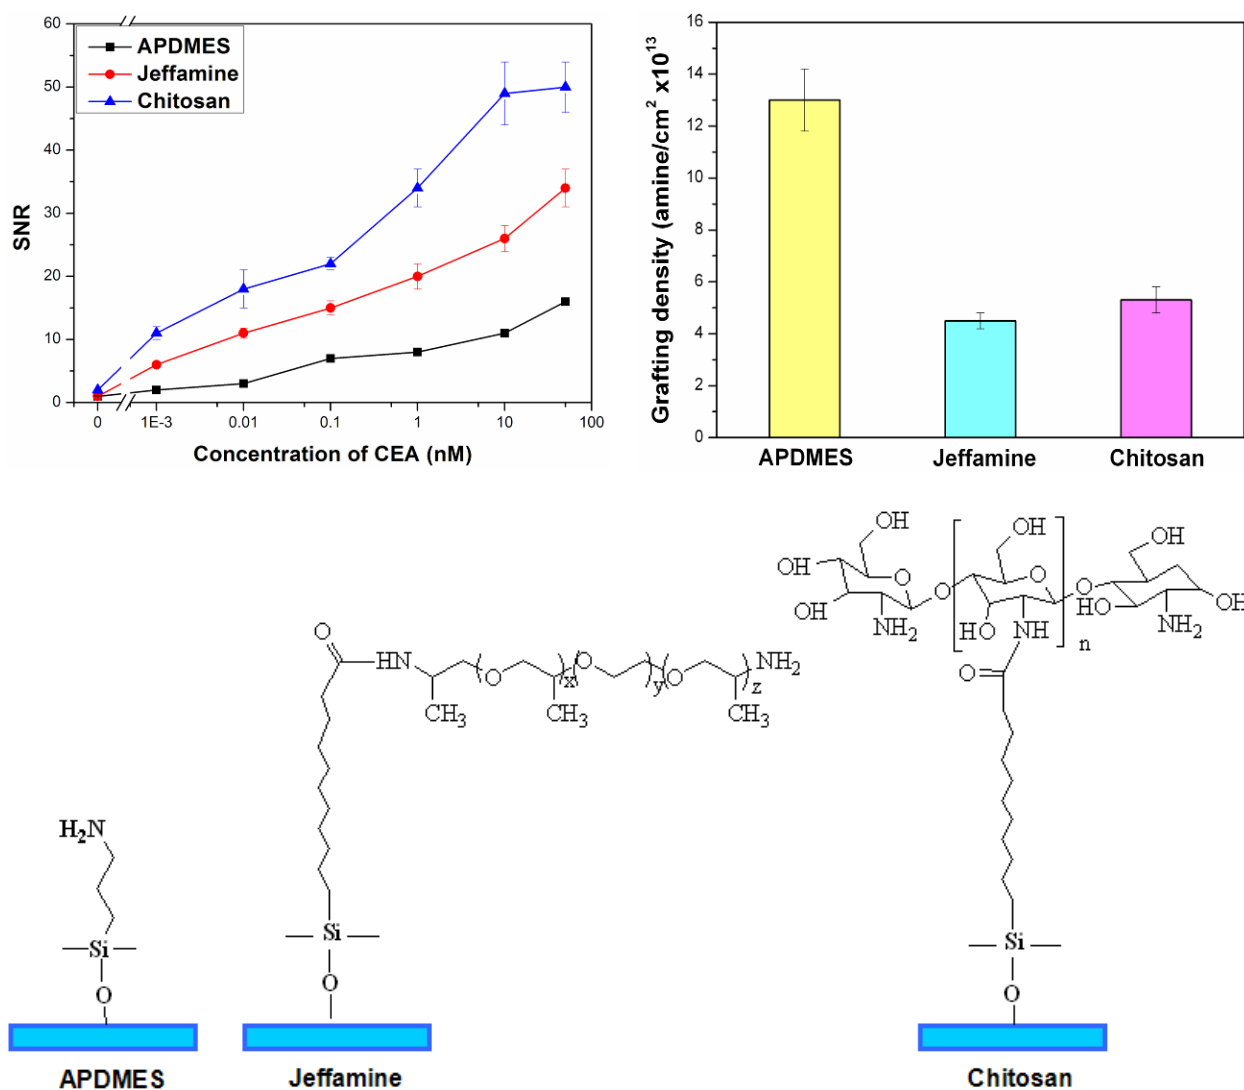 60
50
40
30
20
10
0
SNR
APDMES
Jeffamine
Chitosan
0 1E-3 0.01 0.1 1 10 100
Concentration of CEA (nM)
16
14
12
10
8
6
4
2
0
Grafting density (amine/cm² x10¹³)
APDMES Jeffamine Chitosan
H₂N
Si
O
APDMES
O
HN
CH₃
O
x
CH₃
O
y
O
z
CH₃
NH₂
Si
O
Jeffamine
OH
HO
HO
OH
O
NH₂
O
OH
O
HO
NH
n
O
OH
HO
NH₂
OH
O
Si
O
Chitosan